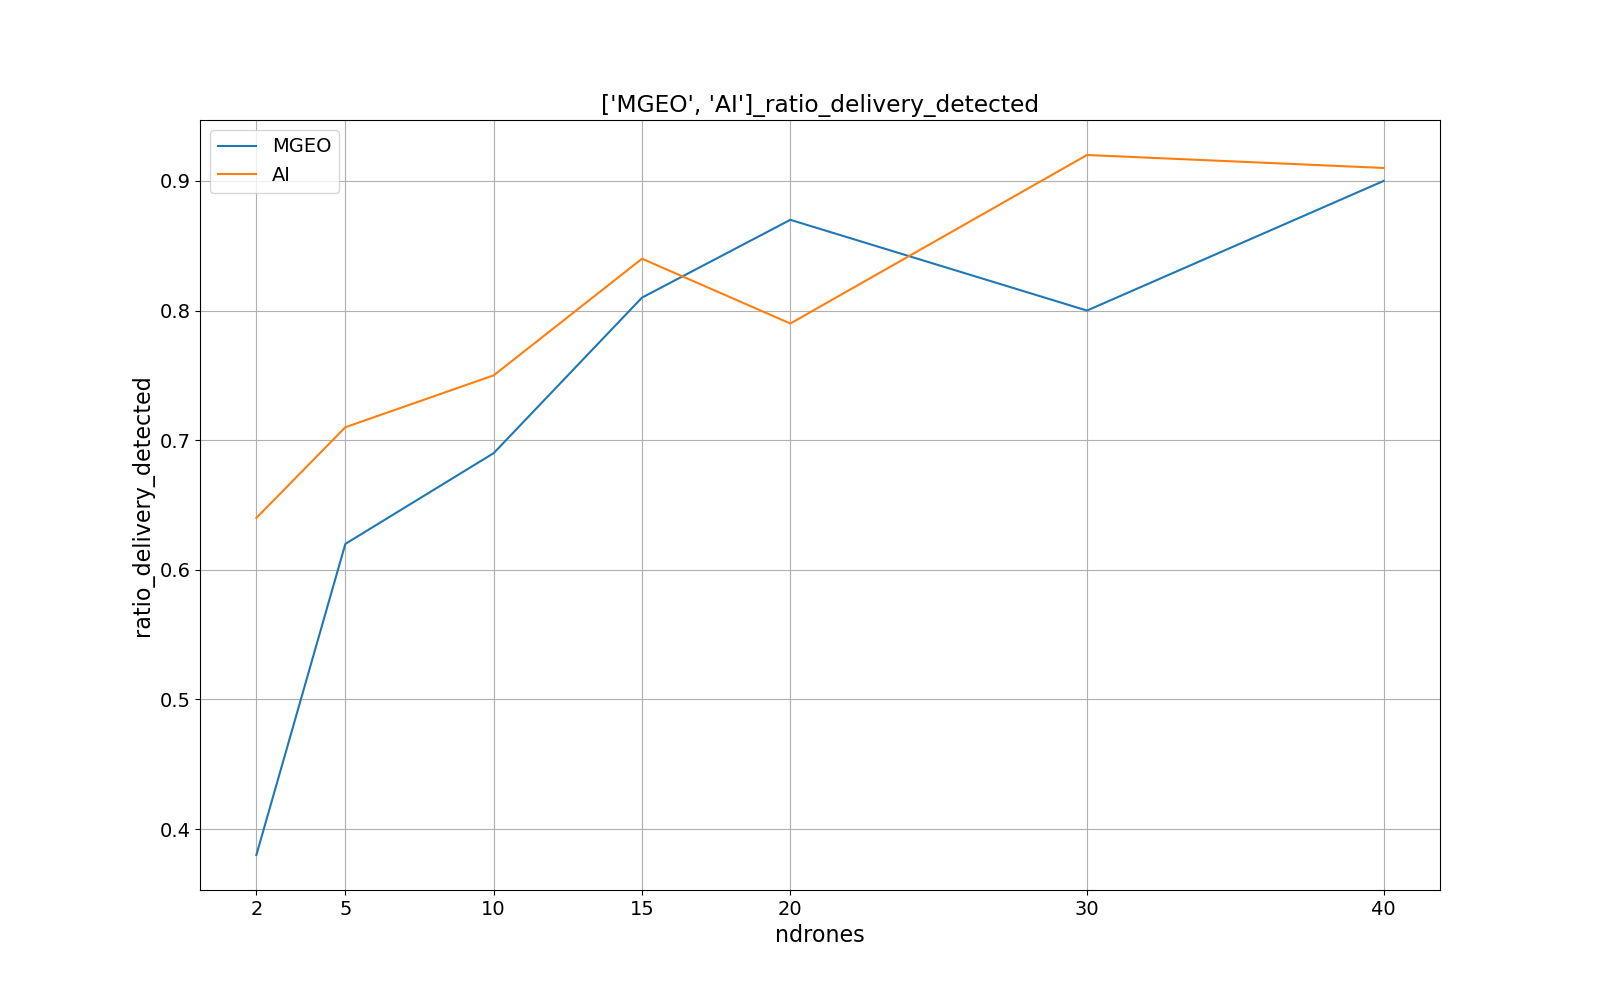 ['MGEO', 'AI']_ratio_delivery_detected
MGEO
AI
ratio_delivery_detected
0.9
0.8
0.7
0.6
0.5
0.4
2 5 10 15 20 30 40
ndrones